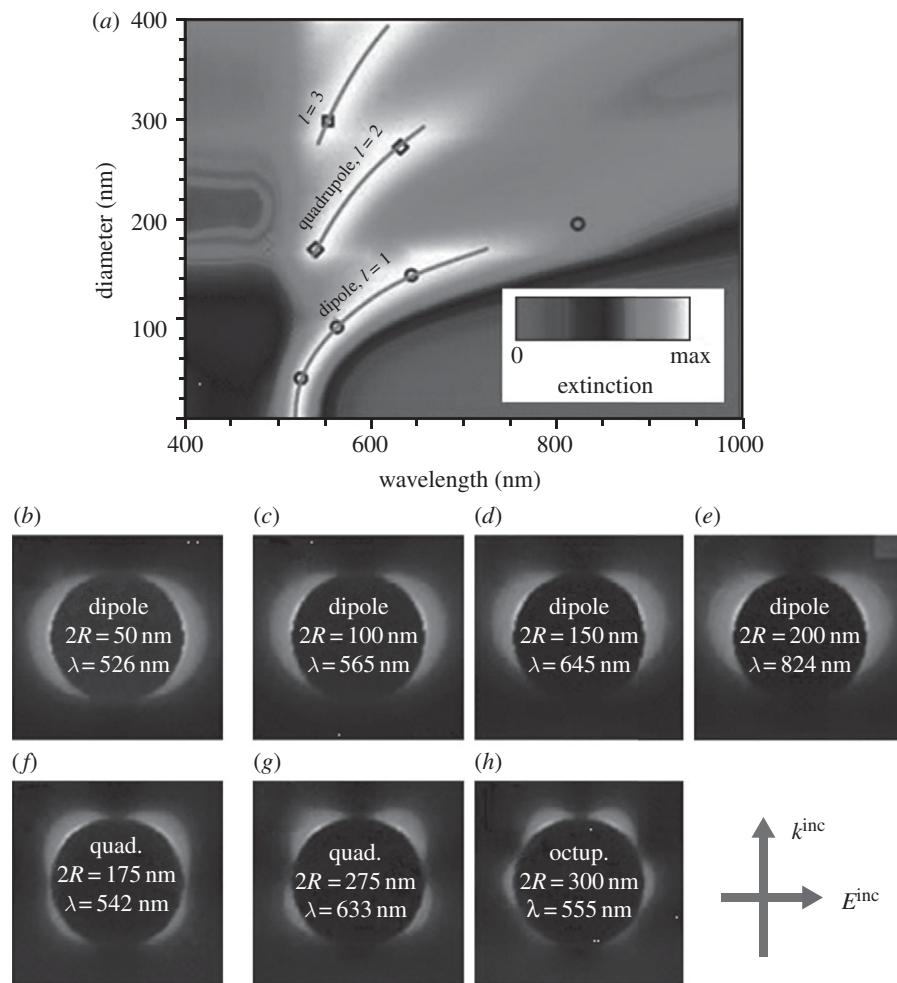 (a)
400
300
200
100
diameter (nm)
l = 3
quadrupole, l = 2
dipole, l = 1
0 max
extinction
400 600 800 1000
wavelength (nm)
(b) (c) (d) (e)
dipole
2R = 50 nm
λ = 526 nm
dipole
2R = 100 nm
λ = 565 nm
dipole
2R = 150 nm
λ = 645 nm
dipole
2R = 200 nm
λ = 824 nm
(f) (g) (h)
quad.
2R = 175 nm
λ = 542 nm
quad.
2R = 275 nm
λ = 633 nm
octup.
2R = 300 nm
λ = 555 nm
k^inc
E^inc